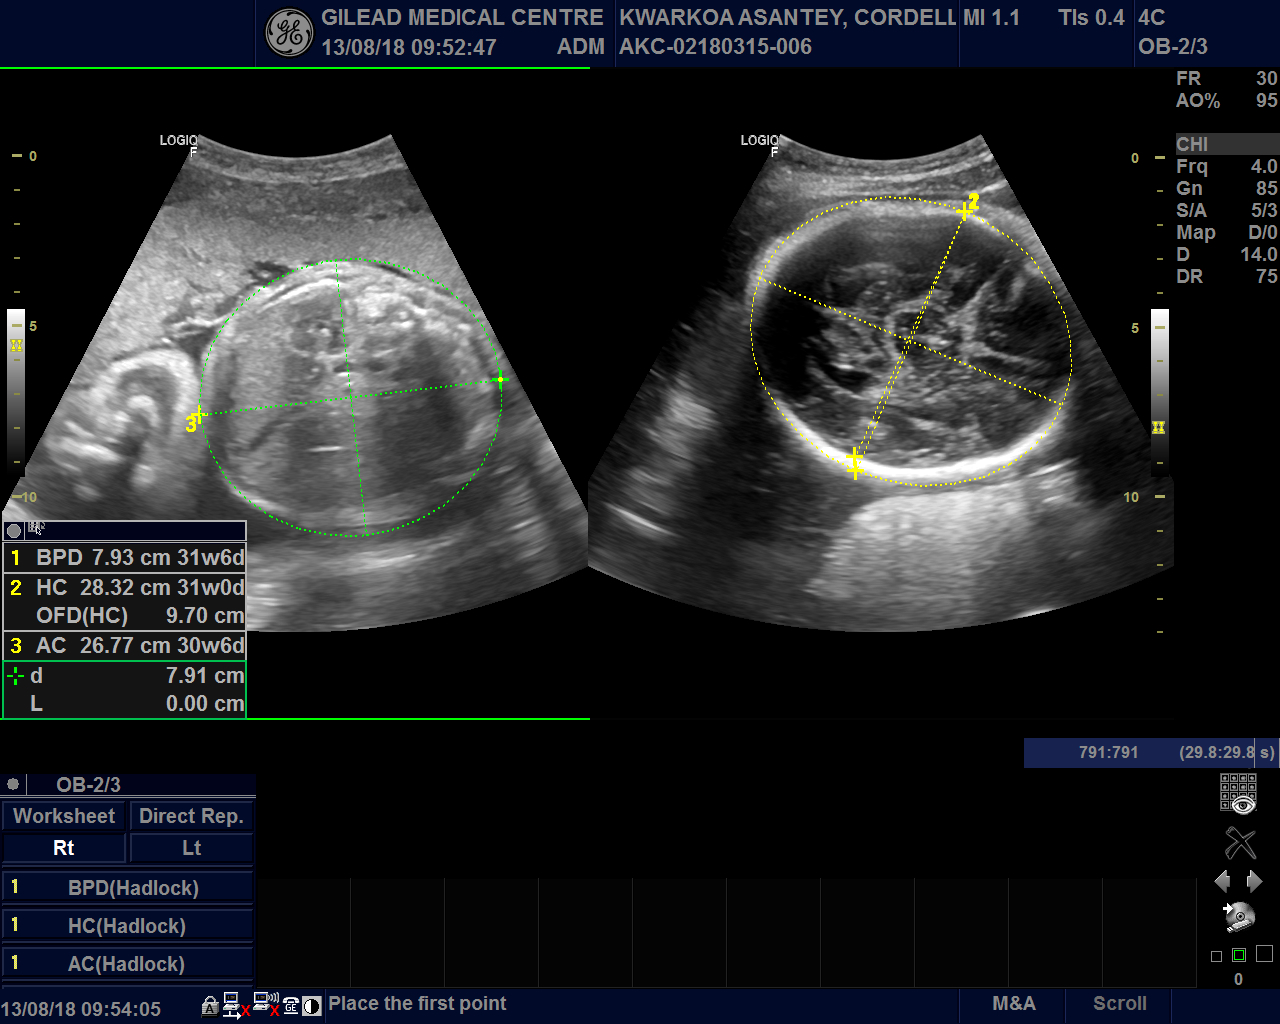 GILEAD MEDICAL CENTRE
13/08/18 09:52:47 ADM
KWARKOA ASANTEY, CORDELL
AKC-02180315-006
MI 1.1 TIs 0.4
4C
OB-2/3
FR 30
AO% 95
CHI
Frq 4.0
Gn 85
S/A 5/3
Map D/0
D 14.0
DR 75
LOGIQ
F
0
5
10
3
LOGIQ
F
0
5
10
2
1 BPD 7.93 cm 31w6d
2 HC 28.32 cm 31w0d
OFD(HC) 9.70 cm
3 AC 26.77 cm 30w6d
d 7.91 cm
L 0.00 cm
791:791 (29.8:29.8 s)
OB-2/3
Worksheet Direct Rep.
Rt Lt
1 BPD(Hadlock)
1 HC(Hadlock)
1 AC(Hadlock)
0
13/08/18 09:54:05
A
GE
Place the first point
M&A
Scroll